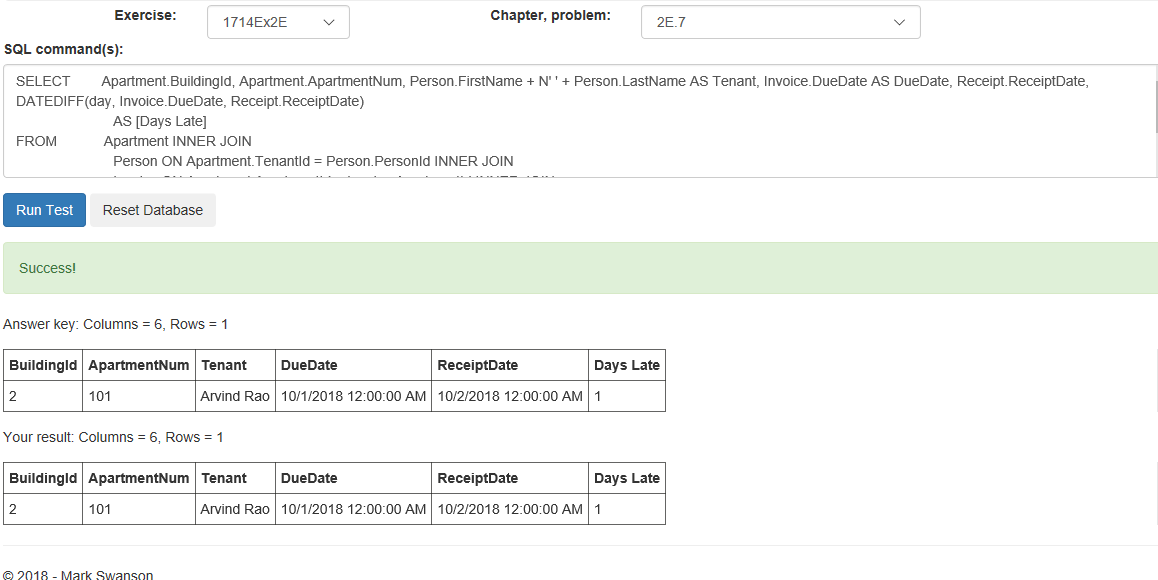 Exercise: 1714Ex2E Chapter, problem: 2E.7
SQL command(s):
SELECT Apartment.BuildingId, Apartment.ApartmentNum, Person.FirstName + N' ' + Person.LastName AS Tenant, Invoice.DueDate AS DueDate, Receipt.ReceiptDate,
DATEDIFF(day, Invoice.DueDate, Receipt.ReceiptDate)
AS [Days Late]
FROM Apartment INNER JOIN
Person ON Apartment.TenantId = Person.PersonId INNER JOIN
Run Test Reset Database
Success!
Answer key: Columns = 6, Rows = 1
BuildingId ApartmentNum Tenant DueDate ReceiptDate Days Late
2 101 Arvind Rao 10/1/2018 12:00:00 AM 10/2/2018 12:00:00 AM 1
Your result: Columns = 6, Rows = 1
BuildingId ApartmentNum Tenant DueDate ReceiptDate Days Late
2 101 Arvind Rao 10/1/2018 12:00:00 AM 10/2/2018 12:00:00 AM 1
© 2018 - Mark Swanson